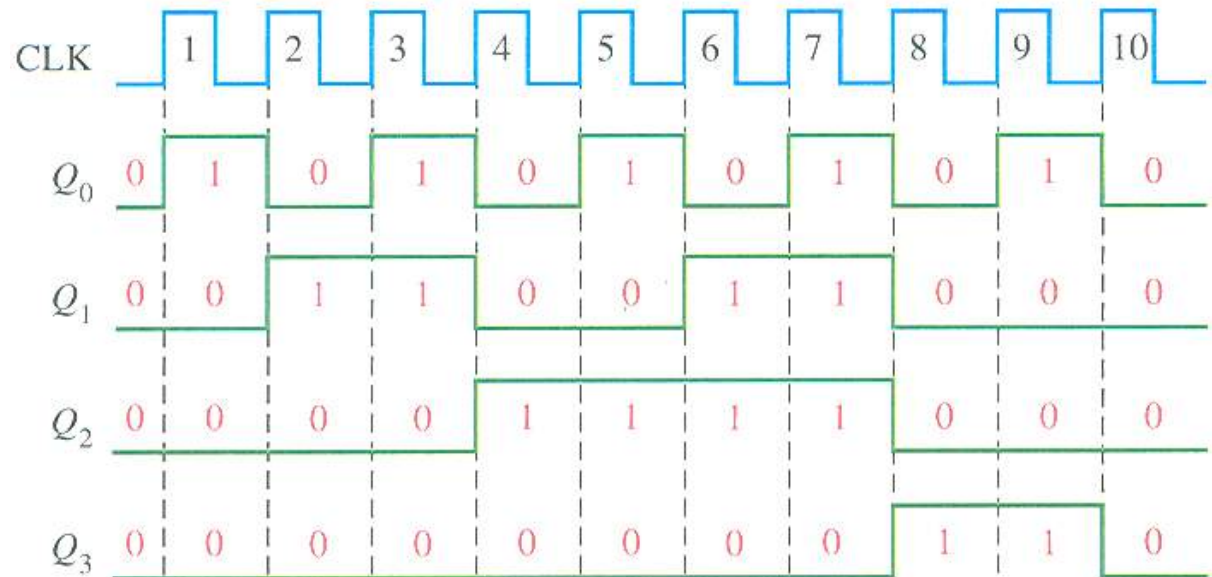 CLK 1 2 3 4 5 6 7 8 9 10
Q0 0 1 0 1 0 1 0 1 0 1 0
Q1 0 0 1 1 0 0 1 1 0 0 0
Q2 0 0 0 0 1 1 1 1 0 0 0
Q3 0 0 0 0 0 0 0 0 1 1 0